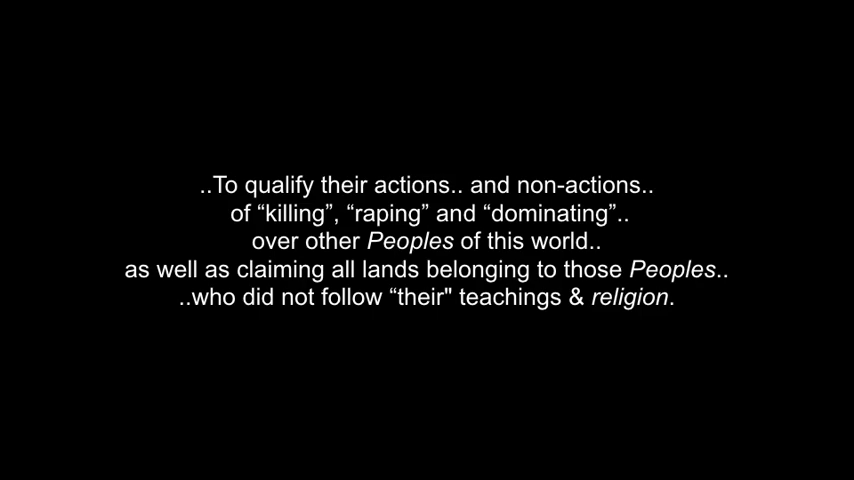 ..To qualify their actions.. and non-actions..
of “killing”, “raping” and “dominating”..
over other Peoples of this world..
as well as claiming all lands belonging to those Peoples..
..who did not follow “their" teachings & religion.